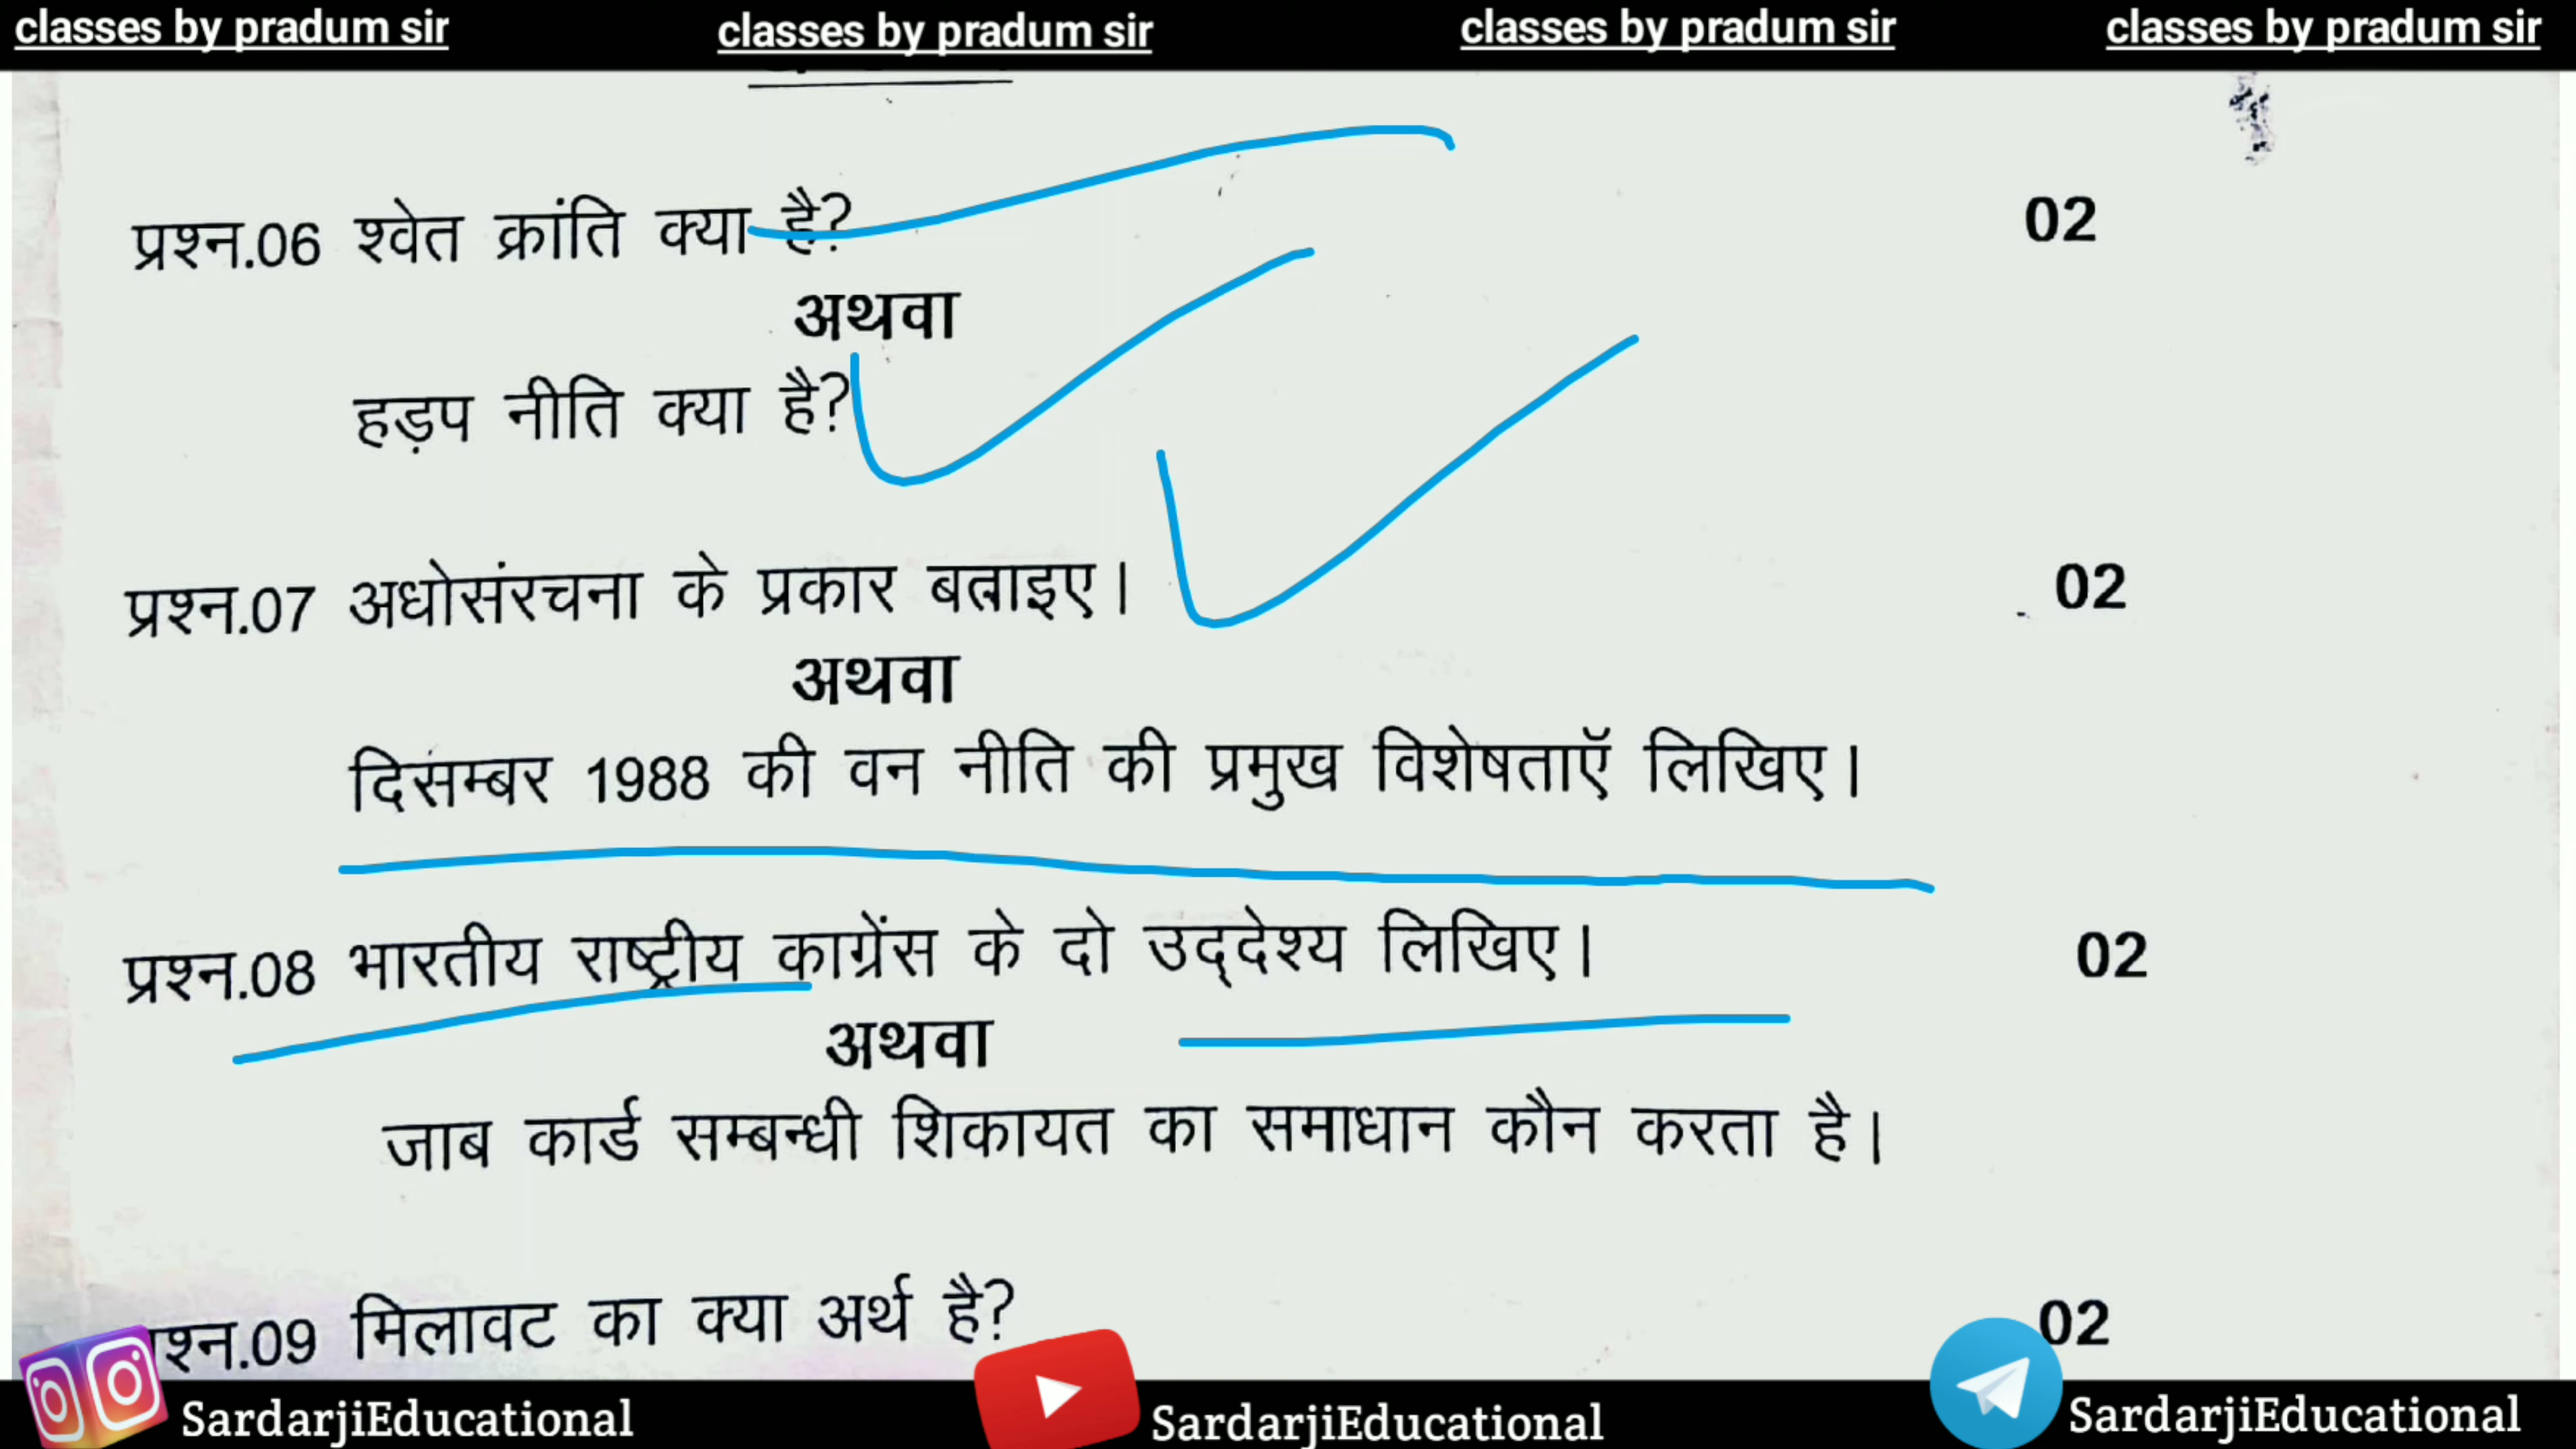 classes by pradum sir classes by pradum sir classes by pradum sir classes by pradum sir
प्रश्न.06 श्वेत क्रांति क्या है? 02
अथवा
हड़प नीति क्या है?
प्रश्न.07 अधोसंरचना के प्रकार बताइए। 02
अथवा
दिसम्बर 1988 की वन नीति की प्रमुख विशेषताऍ लिखिए।
प्रश्न.08 भारतीय राष्ट्रीय काग्रेंस के दो उद्देश्य लिखिए। 02
अथवा
जाब कार्ड सम्बन्धी शिकायत का समाधान कौन करता है।
प्रश्न.09 मिलावट का क्या अर्थ है? 02
SardarjiEducational SardarjiEducational SardarjiEducational